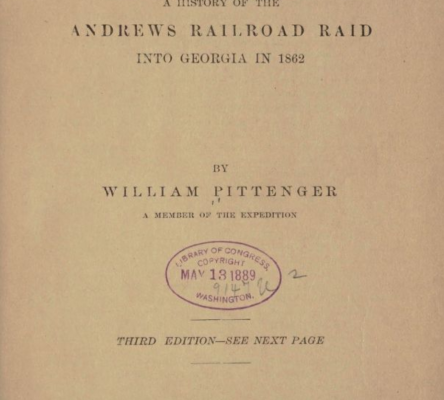 A HISTORY OF THE
ANDREWS RAILROAD RAID
INTO GEORGIA IN 1862
BY
WILLIAM PITTENGER
A MEMBER OF THE EXPEDITION
LIBRARY OF CONGRESS
COPYRIGHT
MAY 13 1889
2
WASHINGTON.
THIRD EDITION—SEE NEXT PAGE